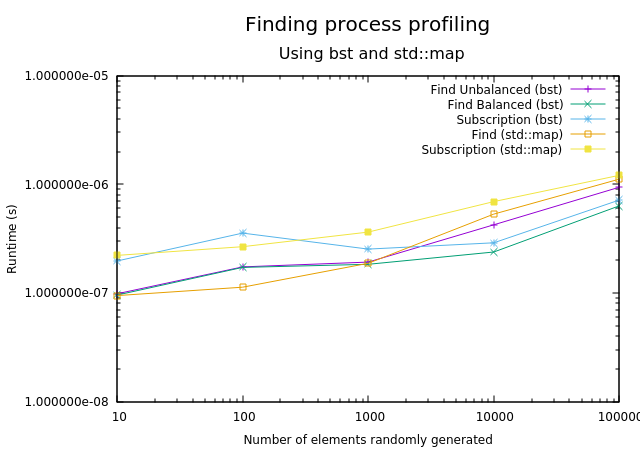 Finding process profiling
Using bst and std::map
1.000000e-05
1.000000e-06
1.000000e-07
1.000000e-08
Runtime (s)
Find Unbalanced (bst)
Find Balanced (bst)
Subscription (bst)
Find (std::map)
Subscription (std::map)
10 100 1000 10000 100000
Number of elements randomly generated